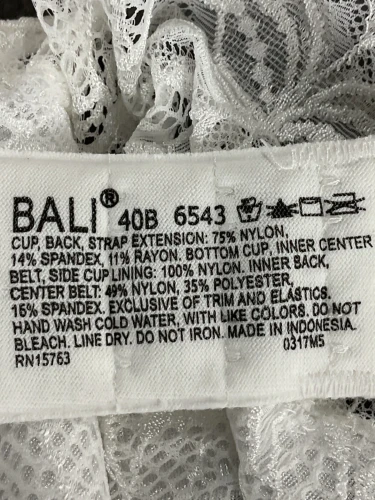 BALI® 40B 6543
CUP, BACK, STRAP EXTENSION: 75% NYLON,
14% SPANDEX, 11% RAYON. BOTTOM CUP, INNER CENTER
BELT, SIDE CUP LINING: 100% NYLON. INNER BACK,
CENTER BELT: 49% NYLON, 35% POLYESTER,
16% SPANDEX. EXCLUSIVE OF TRIM AND ELASTICS.
HAND WASH COLD WATER, WITH LIKE COLORS. DO NOT
BLEACH. LINE DRY. DO NOT IRON. MADE IN INDONESIA.
RN15763 0317M5